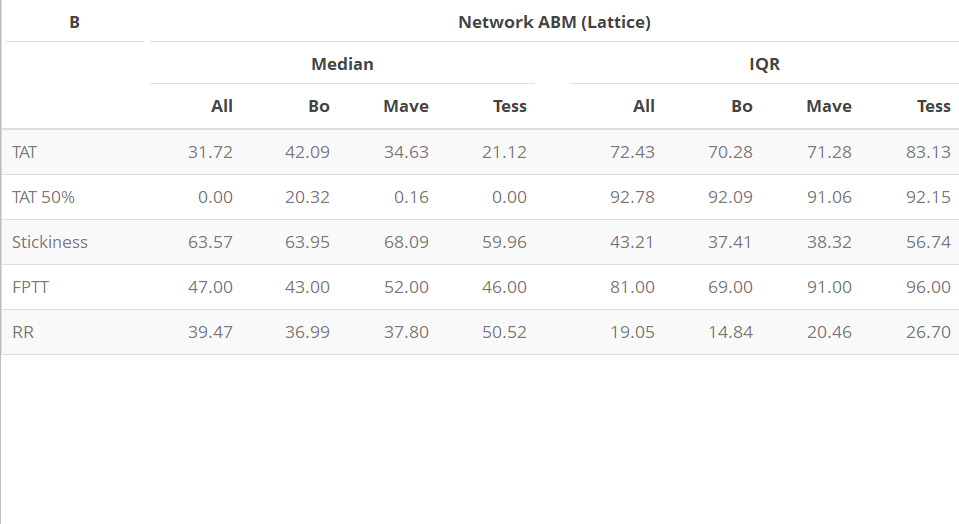 B Network ABM (Lattice)
Median IQR
All Bo Mave Tess All Bo Mave Tess
TAT 31.72 42.09 34.63 21.12 72.43 70.28 71.28 83.13
TAT 50% 0.00 20.32 0.16 0.00 92.78 92.09 91.06 92.15
Stickiness 63.57 63.95 68.09 59.96 43.21 37.41 38.32 56.74
FPTT 47.00 43.00 52.00 46.00 81.00 69.00 91.00 96.00
RR 39.47 36.99 37.80 50.52 19.05 14.84 20.46 26.70